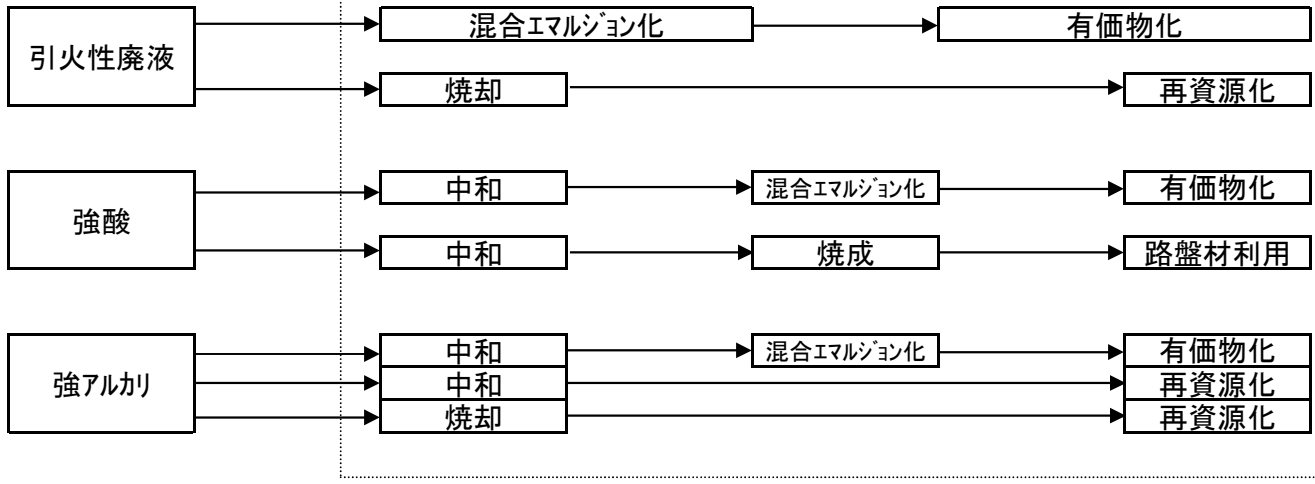 引火性廃液
混合ｴﾏﾙｼﾞｮﾝ化
有価物化
焼却
再資源化
強酸
中和
混合ｴﾏﾙｼﾞｮﾝ化
有価物化
中和
焼成
路盤材利用
強ｱﾙｶﾘ
中和
混合ｴﾏﾙｼﾞｮﾝ化
有価物化
中和
再資源化
焼却
再資源化